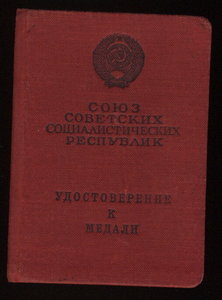 СОЮЗ
СОВЕТСКИХ
СОЦИАЛИСТИЧЕСКИХ
РЕСПУБЛИК
УДОСТОВЕРЕНИЕ
К
МЕДАЛИ